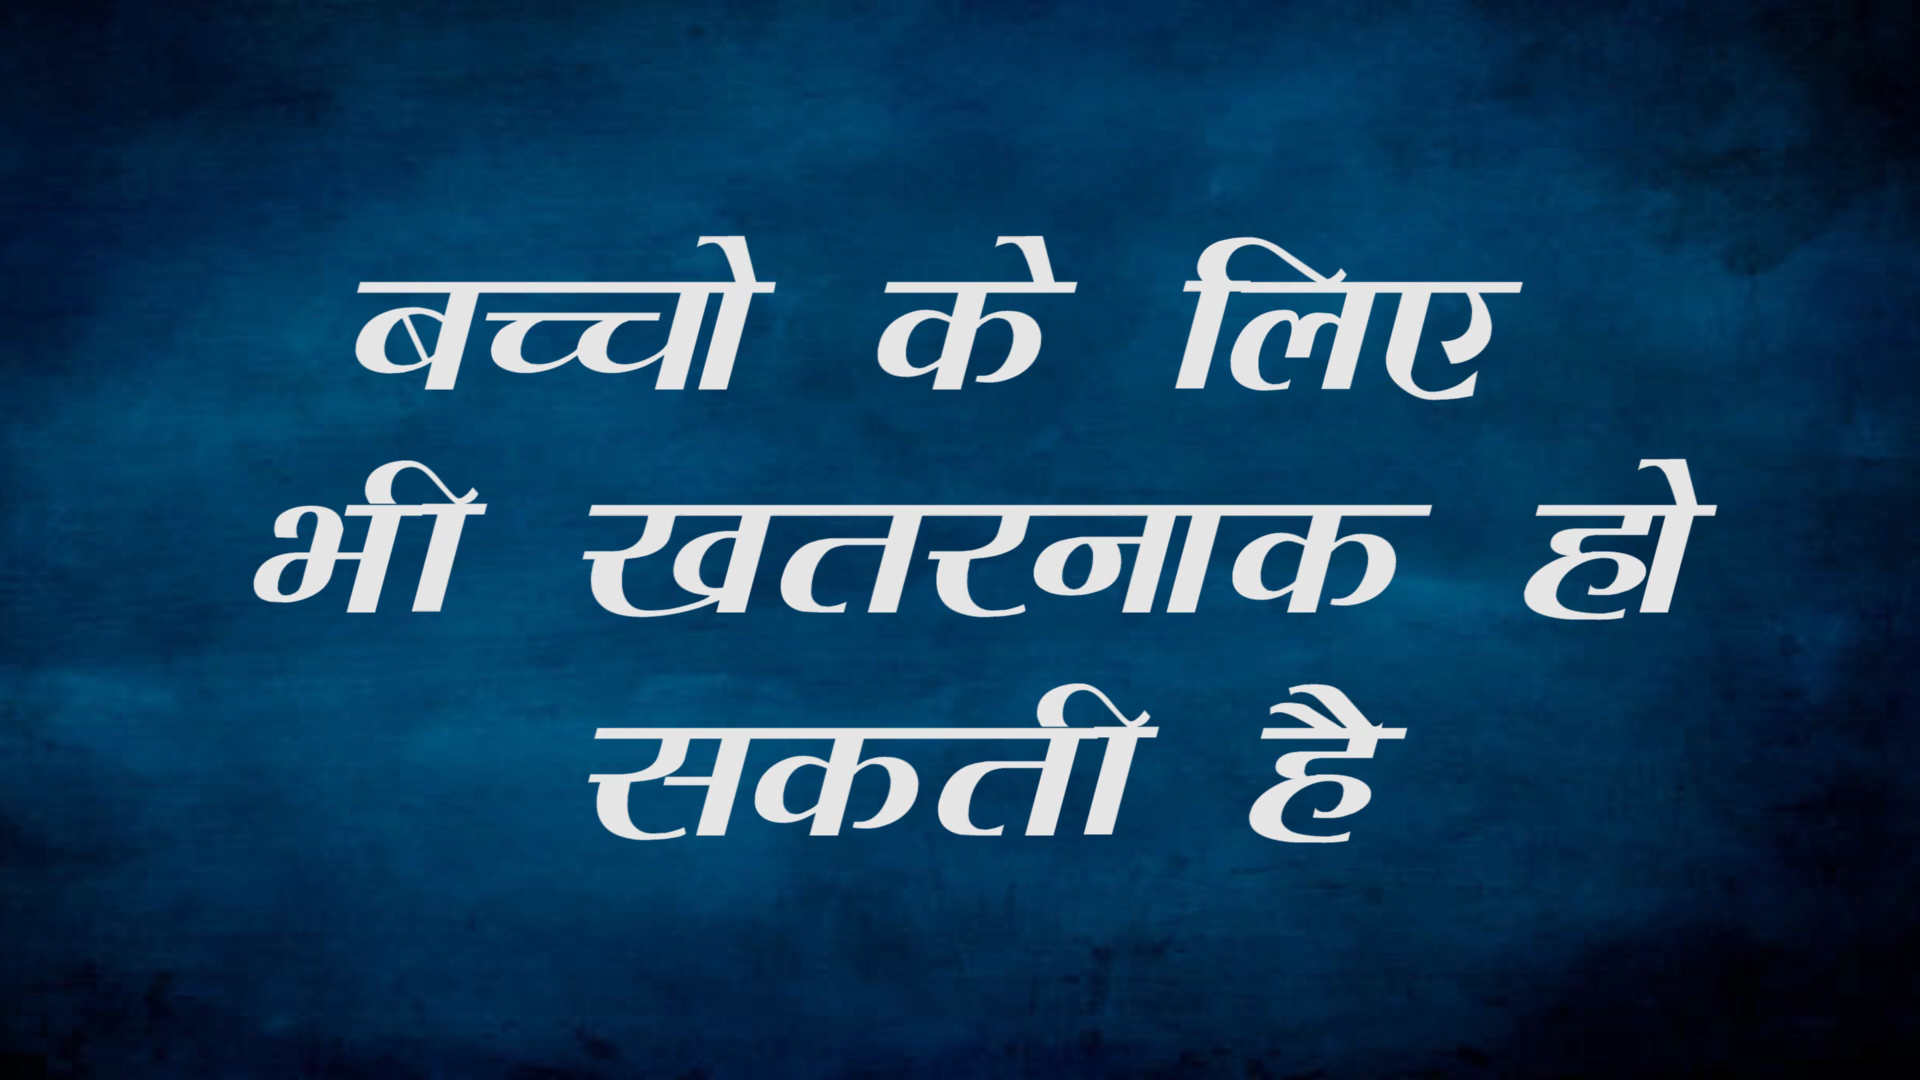 बच्चो के लिए
भी खतरनाक हो
सकती है